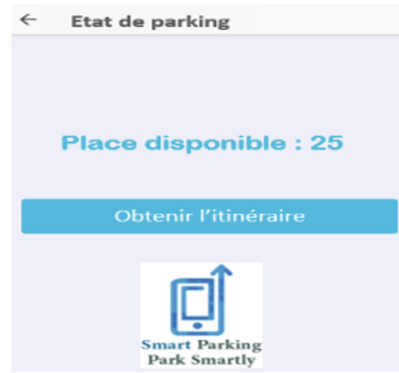 Etat de parking
Place disponible : 25
Obtenir l'itinéraire
Smart Parking
Park Smartly